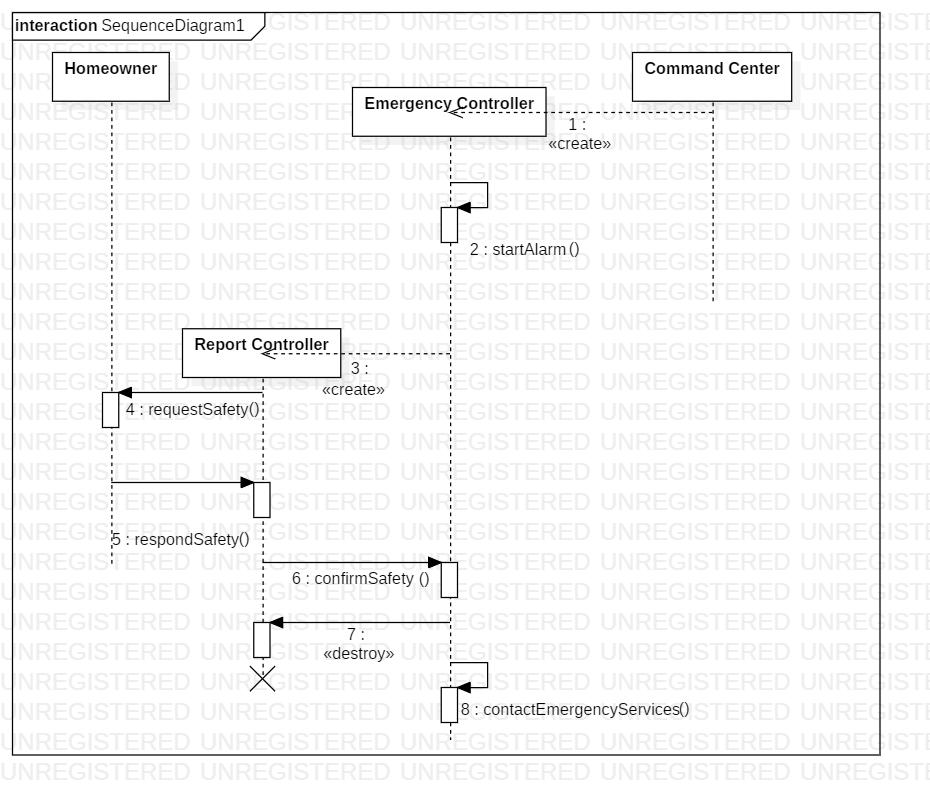 interaction SequenceDiagram1
Homeowner
Command Center
Emergency Controller
1 :
«create»
2 : startAlarm()
Report Controller
3 :
«create»
4 : requestSafety()
5 : respondSafety()
6 : confirmSafety ()
7 :
«destroy»
8 : contactEmergencyServices()
UNREGISTERED